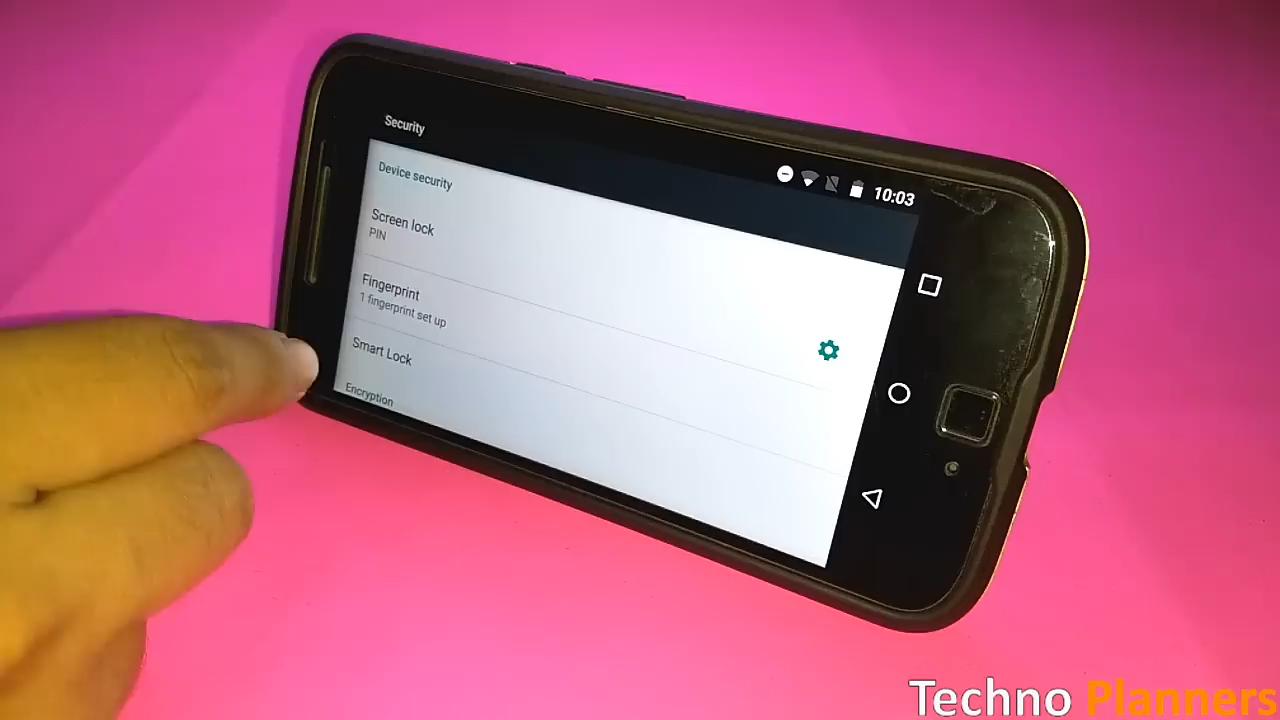 Security
10:03
Device security
Screen lock
PIN
Fingerprint
1 fingerprint set up
Smart Lock
Encryption
Techno Planners